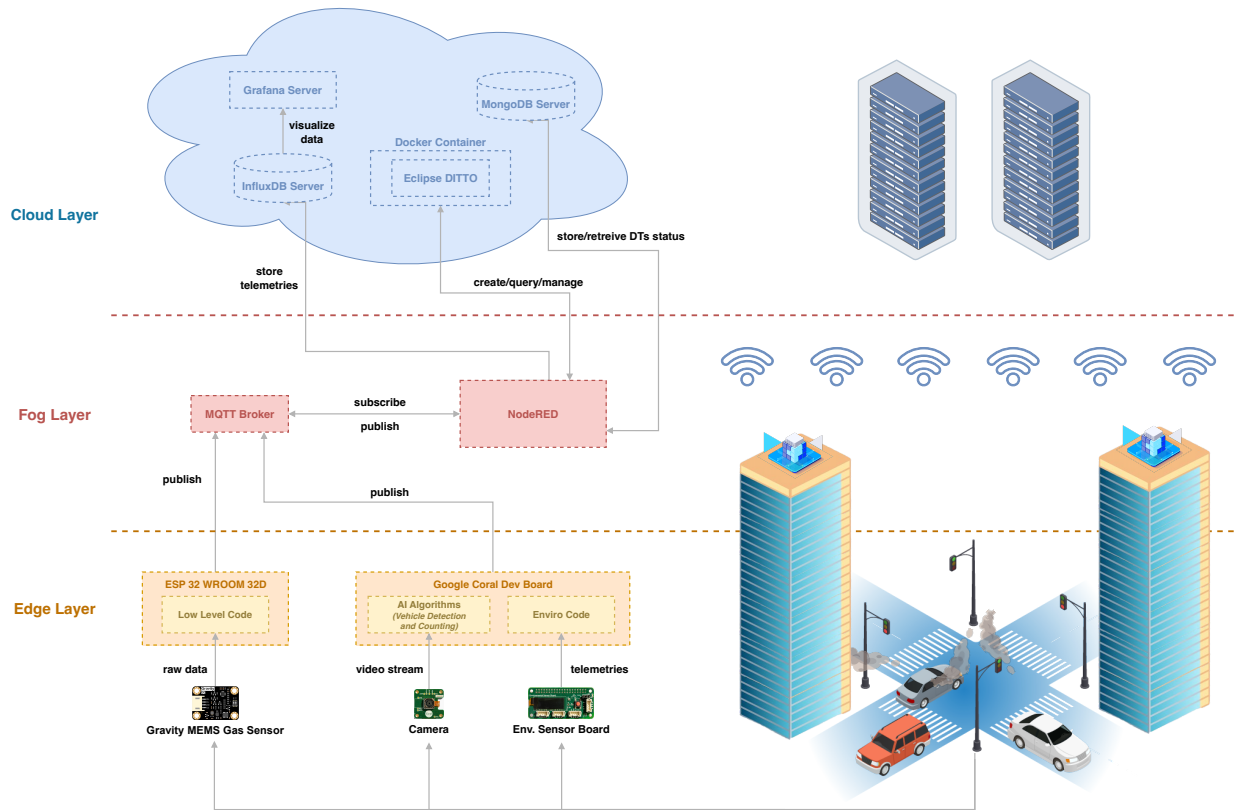 Grafana Server
MongoDB Server
visualize
data
Docker Container
InfluxDB Server
Eclipse DITTO
Cloud Layer
store/retreive DTs status
store
telemetries
create/query/manage
Fog Layer
MQTT Broker
subscribe
publish
NodeRED
publish
publish
Edge Layer
ESP 32 WROOM 32D
Low Level Code
Google Coral Dev Board
AI Algorithms
(Vehicle Detection
and Counting)
Enviro Code
raw data
video stream
telemetries
Gravity MEMS Gas Sensor
Camera
Env. Sensor Board